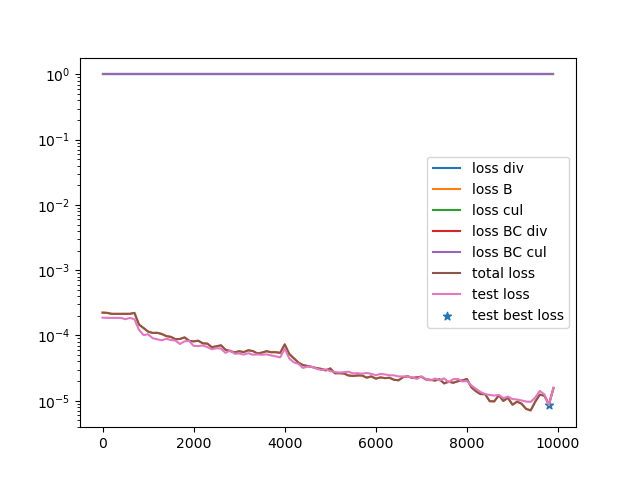 10⁰
10⁻¹
10⁻²
10⁻³
10⁻⁴
10⁻⁵
loss div
loss B
loss cul
loss BC div
loss BC cul
total loss
test loss
test best loss
0 2000 4000 6000 8000 10000